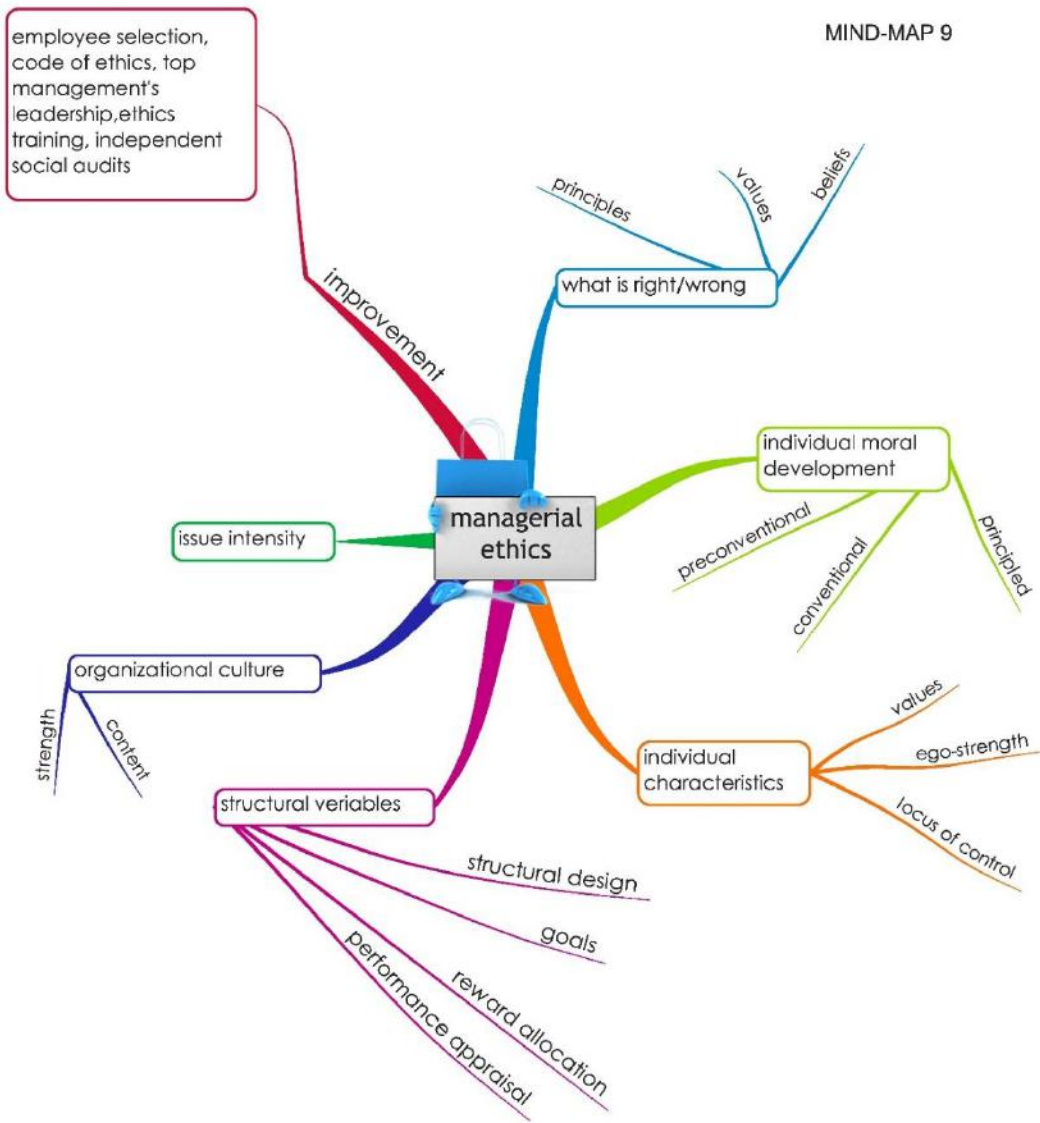 MIND-MAP 9
employee selection,
code of ethics, top
management's
leadership,ethics
training, independent
social audits
improvement
principles
values
beliefs
what is right/wrong
managerial
ethics
individual moral
development
preconventional
conventional
principled
issue intensity
organizational culture
strength
content
individual
characteristics
values
ego-strength
locus of control
structural veriables
structural design
goals
reward allocation
performance appraisal